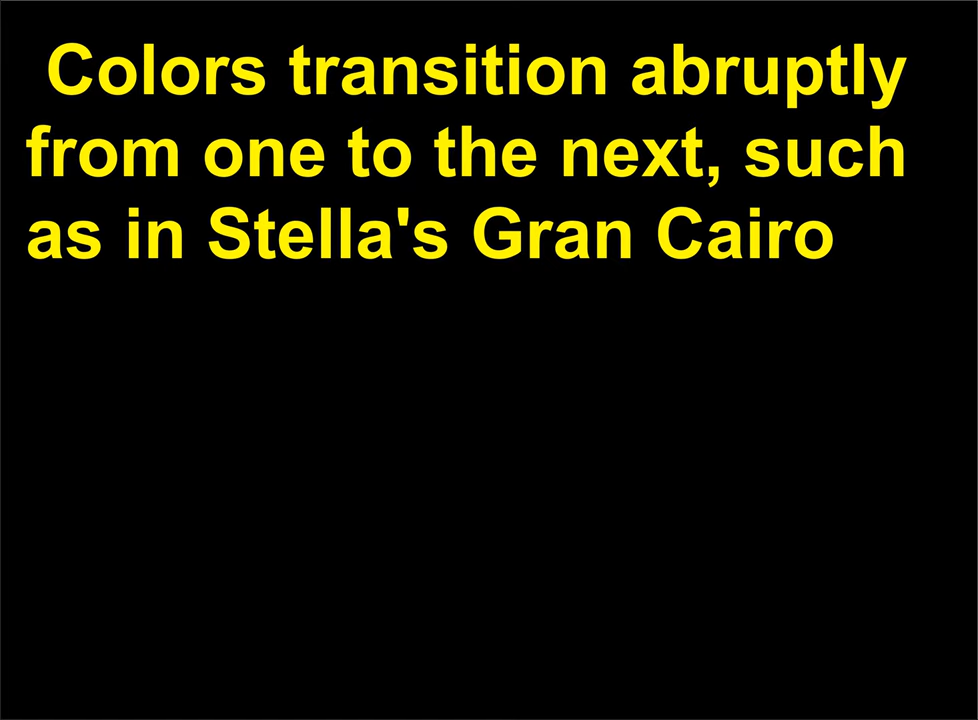 Colors transition abruptly
from one to the next, such
as in Stella's Gran Cairo